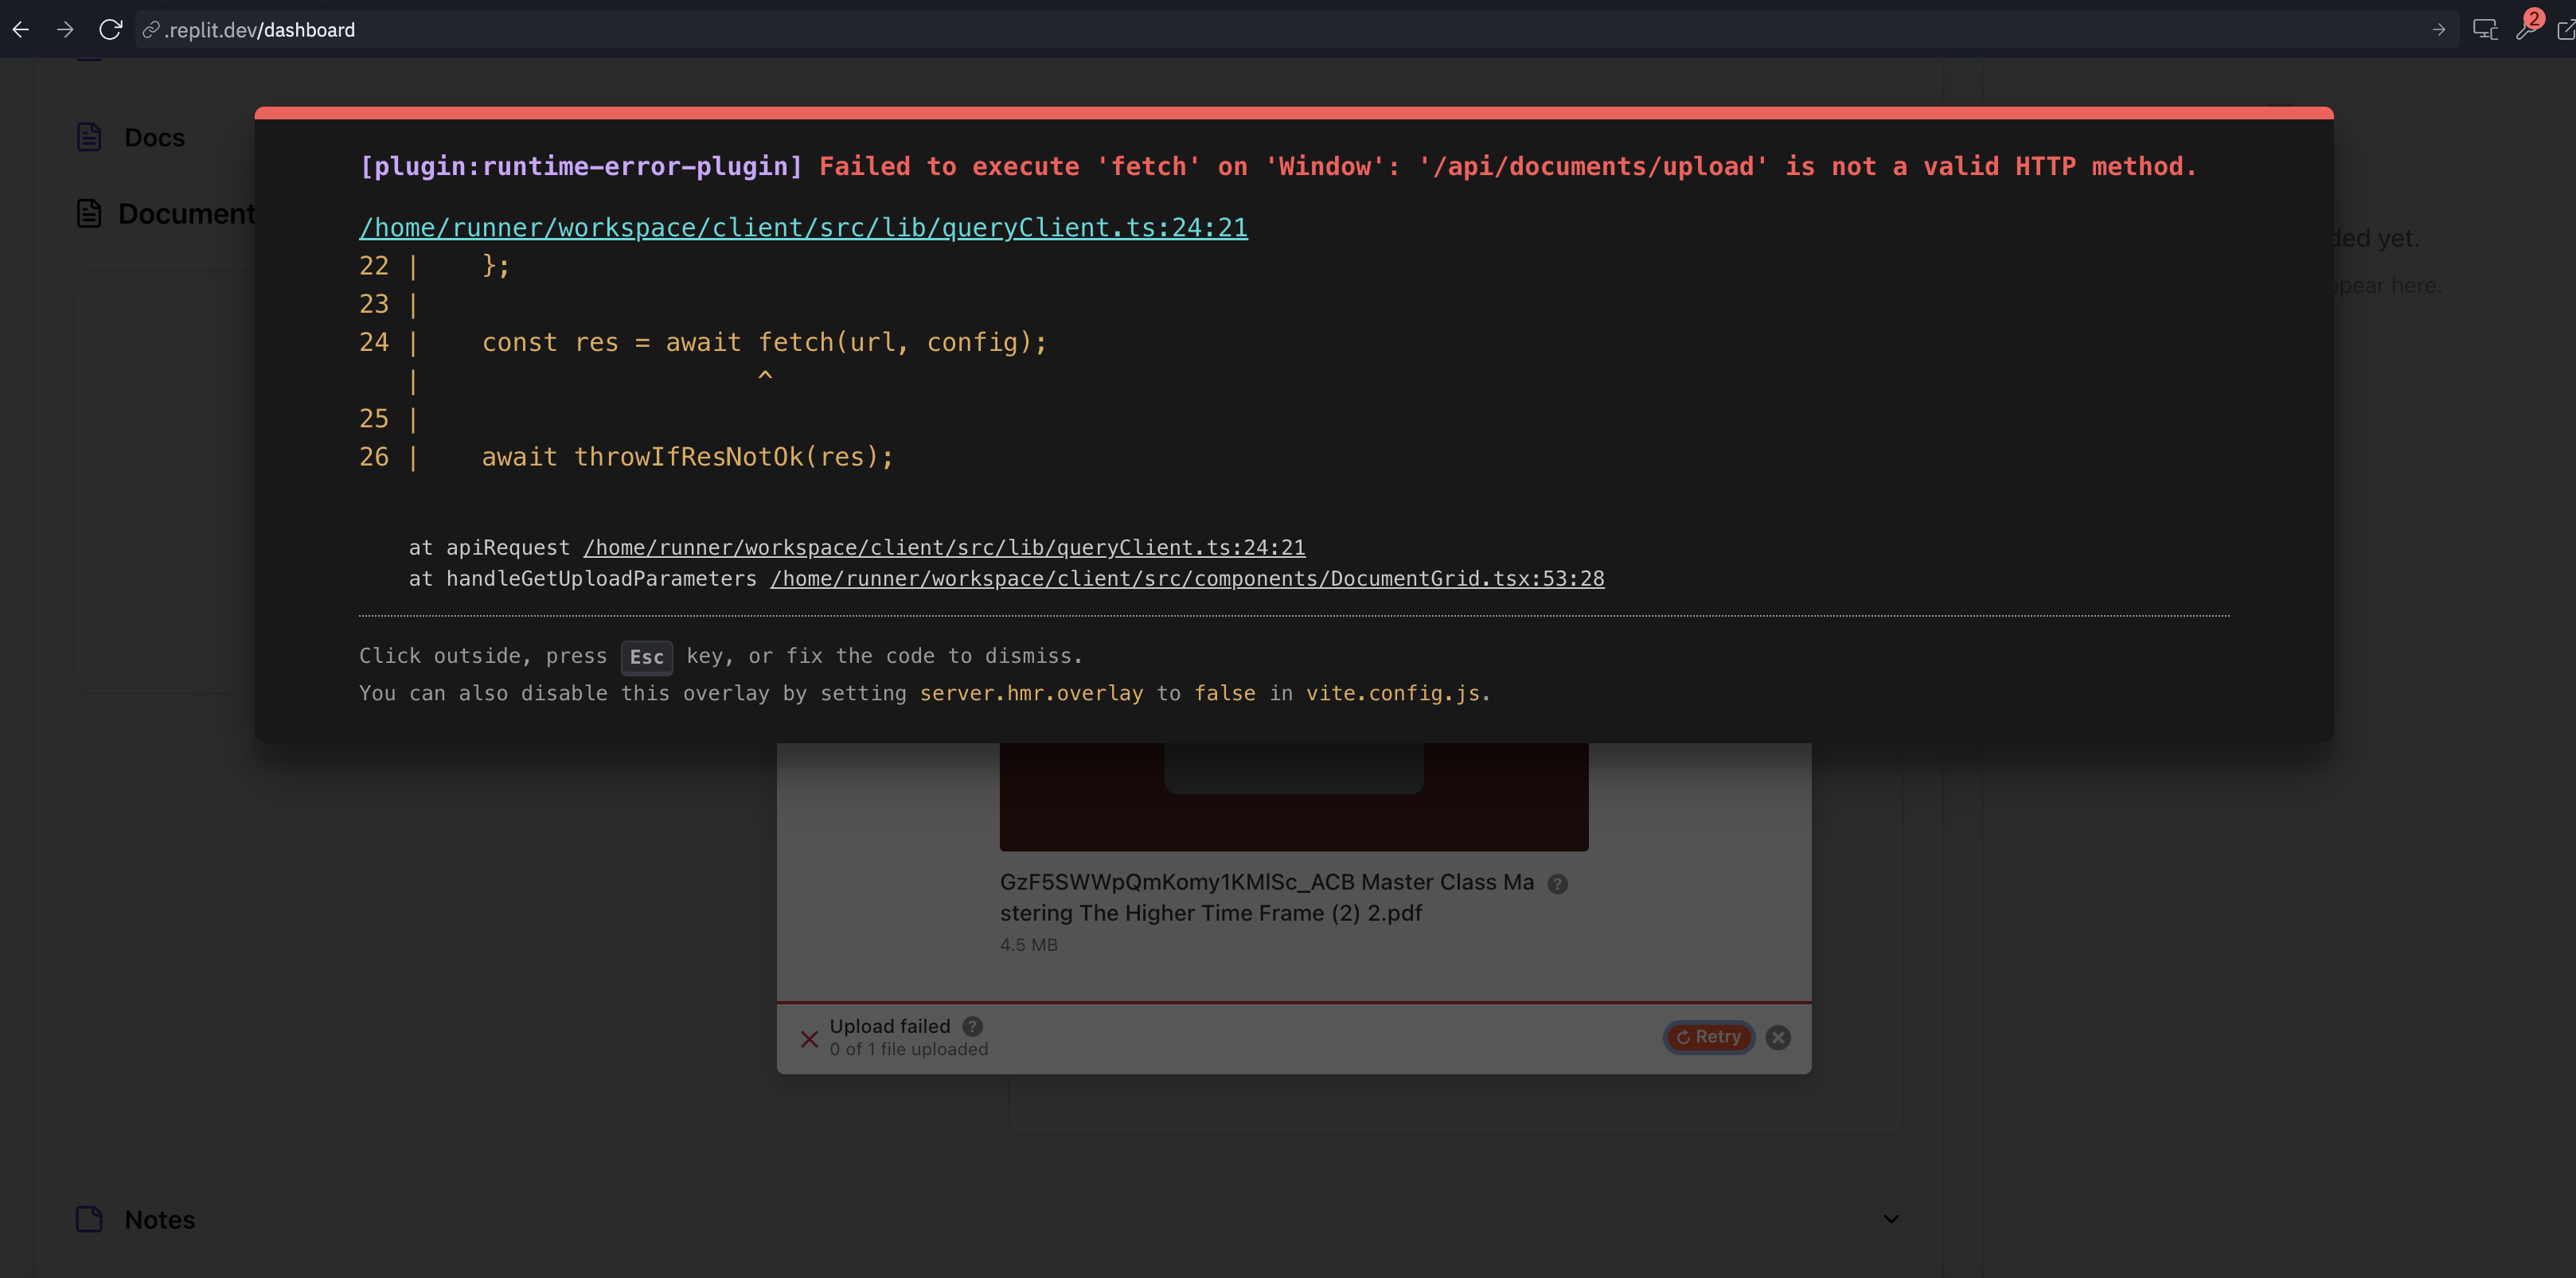 .replit.dev/dashboard
2
Docs
Document
ded yet.
ppear here.
[plugin:runtime-error-plugin] Failed to execute 'fetch' on 'Window': '/api/documents/upload' is not a valid HTTP method.
/home/runner/workspace/client/src/lib/queryClient.ts:24:21
22 |    };
23 |
24 |    const res = await fetch(url, config);
   |                      ^
25 |
26 |    await throwIfResNotOk(res);
at apiRequest /home/runner/workspace/client/src/lib/queryClient.ts:24:21
at handleGetUploadParameters /home/runner/workspace/client/src/components/DocumentGrid.tsx:53:28
Click outside, press Esc key, or fix the code to dismiss.
You can also disable this overlay by setting server.hmr.overlay to false in vite.config.js.
GzF5SWWpQmKomy1KMlSc_ACB Master Class Ma ?
stering The Higher Time Frame (2) 2.pdf
4.5 MB
Upload failed ?
0 of 1 file uploaded
Retry
Notes